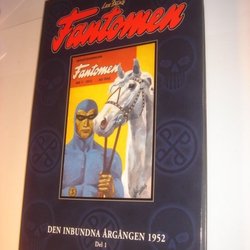 Lee Falk
Fantomen
Fantomen
DEN INBUNDNA ÅRGÅNGEN 1952
Del 1